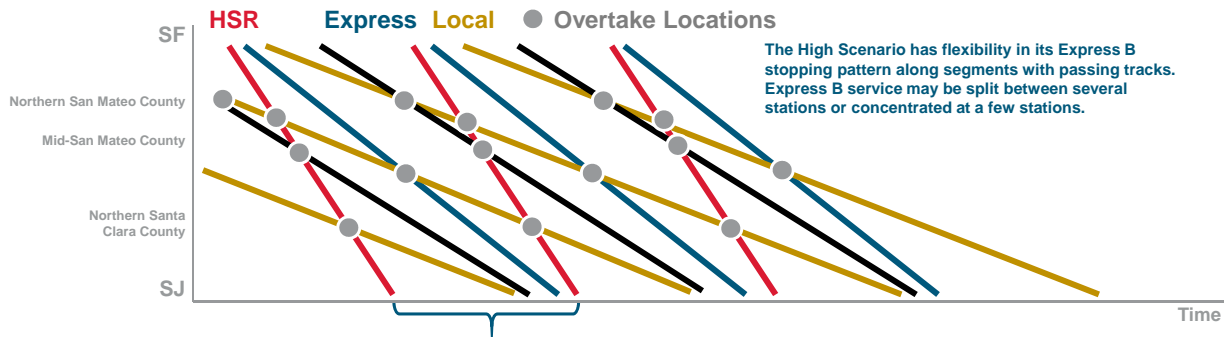 SF
HSR Express Local Overtake Locations
The High Scenario has flexibility in its Express B
stopping pattern along segments with passing tracks.
Express B service may be split between several
stations or concentrated at a few stations.
Northern San Mateo County
Mid-San Mateo County
Northern Santa
Clara County
SJ
Time